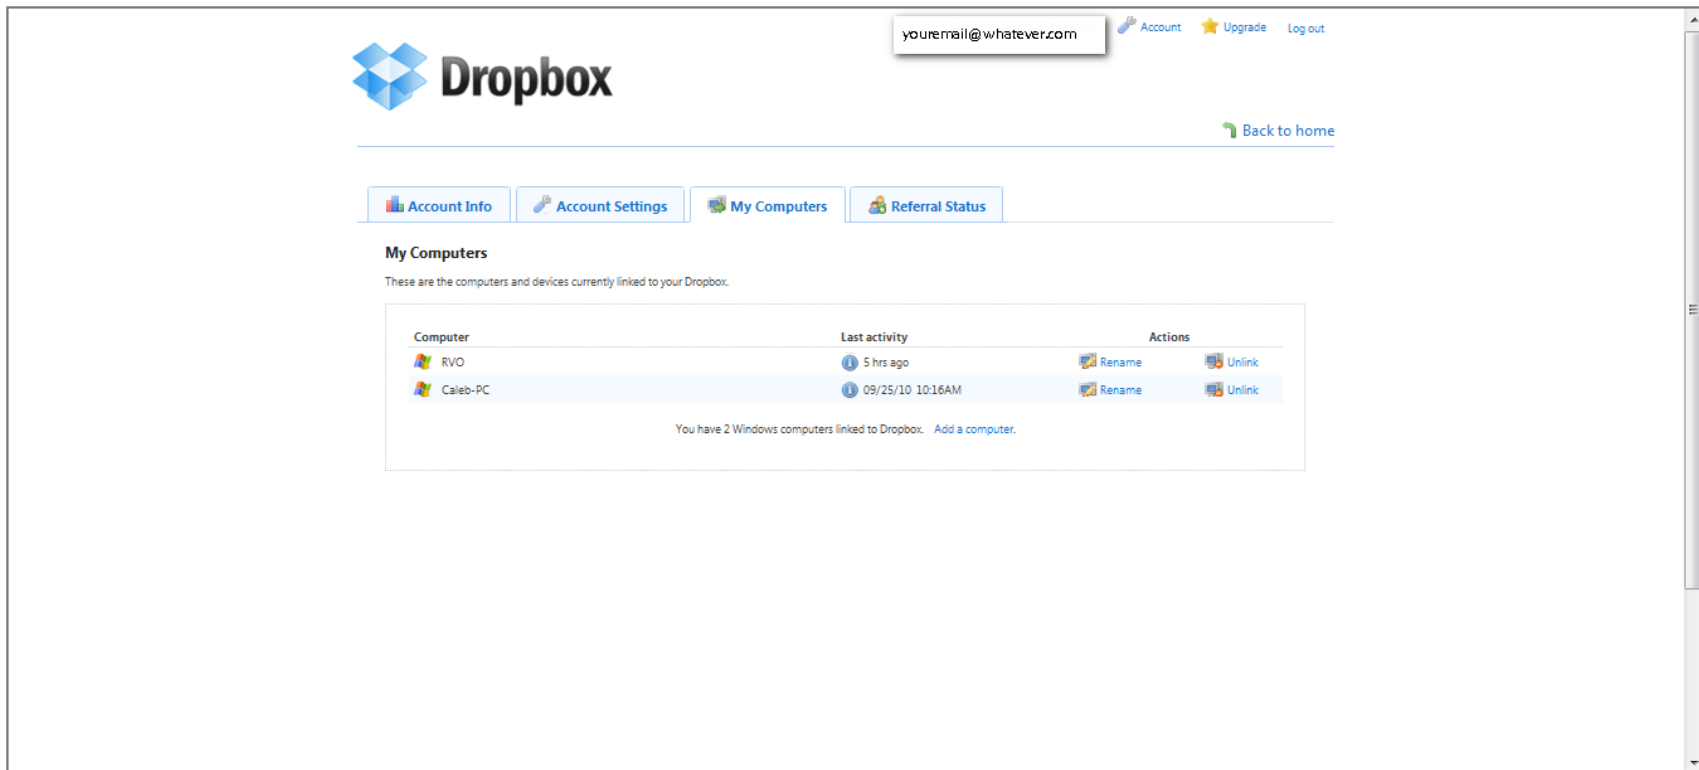 youremail@whatever.com Account Upgrade Log out
Dropbox
Back to home
Account Info Account Settings My Computers Referral Status
My Computers
These are the computers and devices currently linked to your Dropbox.
Computer Last activity Actions
RVO 5 hrs ago Rename Unlink
Caleb-PC 09/25/10 10:16AM Rename Unlink
You have 2 Windows computers linked to Dropbox. Add a computer.